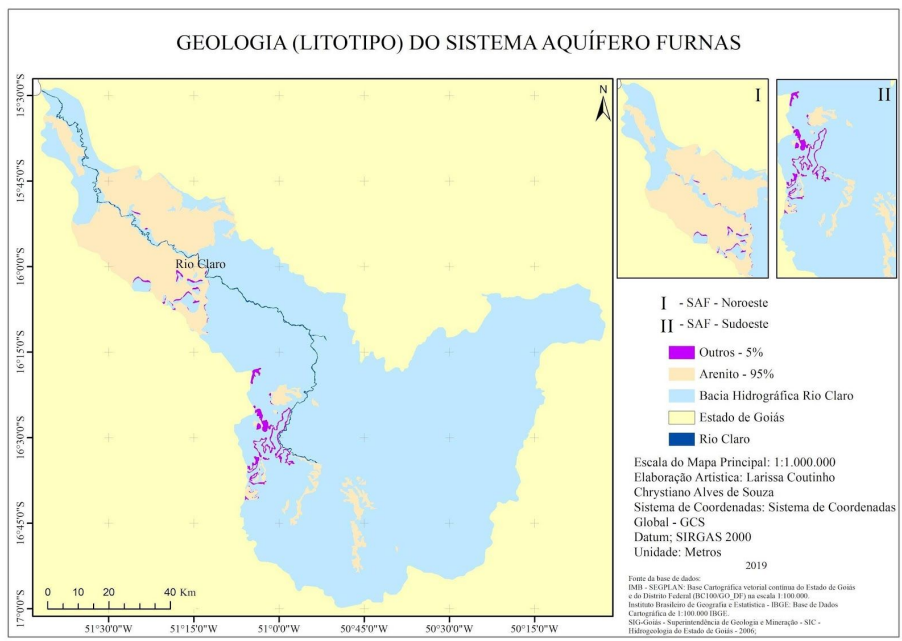 GEOLOGIA (LITOTIPO) DO SISTEMA AQUÍFERO FURNAS
N
I
II
15°30'0"S
15°45'0"S
16°0'0"S
16°15'0"S
16°30'0"S
16°45'0"S
17°0'0"S
Rio Claro
0 10 20 40 Km
51°30'0"W 51°15'0"W 51°0'0"W 50°45'0"W 50°30'0"W 50°15'0"W
I - SAF - Noroeste
II - SAF - Sudoeste
Outros - 5%
Arenito - 95%
Bacia Hidrográfica Rio Claro
Estado de Goiás
Rio Claro
Escala do Mapa Principal: 1:1.000.000
Elaboração Artistica: Larissa Coutinho
Chrystiano Alves de Souza
Sistema de Coordenadas: Sistema de Coordenadas
Global - GCS
Datum; SIRGAS 2000
Unidade: Metros
2019
Fonte da base de dados:
IMB - SEGPLAN: Base Cartográfica vetorial contínua do Estado de Goiás
e do Distrito Federal (BC100/GO_DF) na escala 1:100.000.
Instituto Brasileiro de Geografia e Estatística - IBGE: Base de Dados
Cartográfica de 1:100.000 IBGE.
SIG-Goiás - Superintendência de Geologia e Mineração - SIC -
Hidrogeologia do Estado de Goiás - 2006;